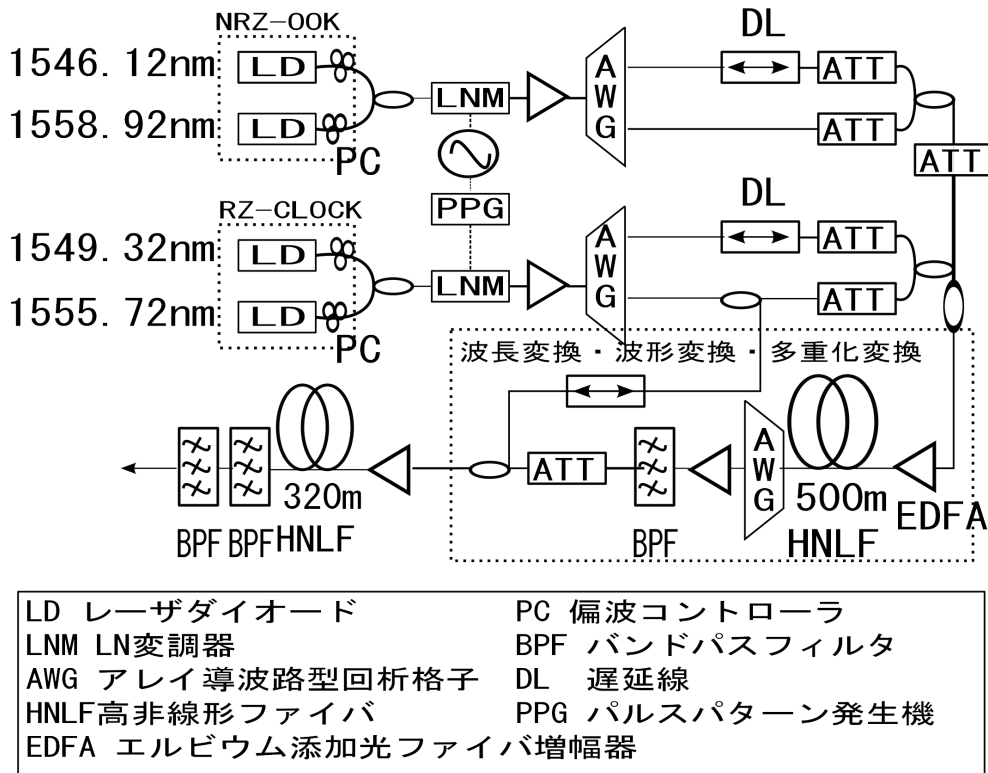 NRZ-OOK
DL
1546.12nm
LD
LNM
A
W
G
ATT
1558.92nm
LD
ATT
PC
ATT
PPG
DL
RZ-CLOCK
1549.32nm
LD
LNM
A
W
G
ATT
1555.72nm
LD
ATT
PC
波長変換・波形変換・多重化変換
ATT
A
W
G
320m
500m
EDFA
BPF
BPF
HNLF
BPF
HNLF
LD レーザダイオード
PC 偏波コントローラ
LNM LN変調器
BPF バンドパスフィルタ
AWG アレイ導波路型回折格子
DL 遅延線
HNLF高非線形ファイバ
PPG パルスパターン発生機
EDFA エルビウム添加光ファイバ増幅器